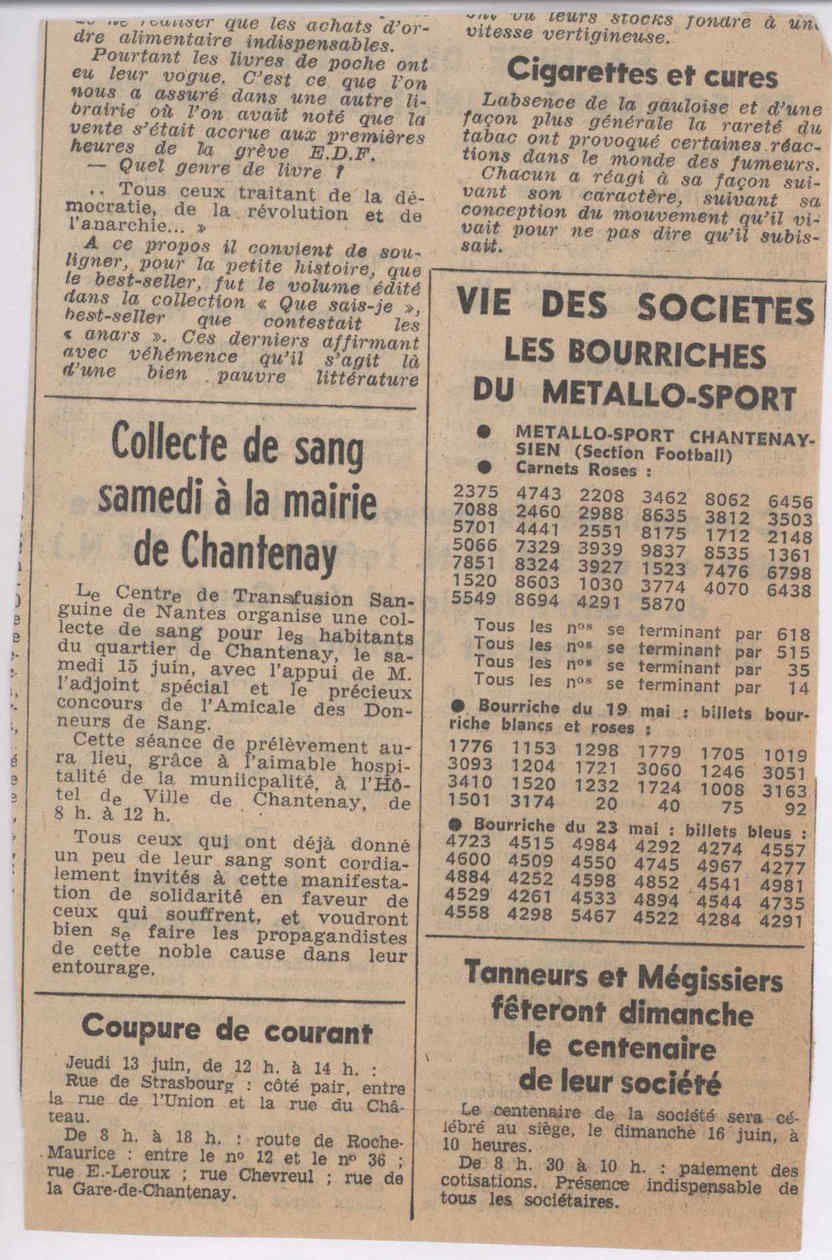 réaliser que les achats d'or-
dre alimentaire indispensables.
Pourtant les livres de poche ont
eu leur vogue. C'est ce que l'on
nous a assuré dans une autre li-
brairie où l'on avait noté que la
vente s'était accrue aux premières
heures de la grève E.D.F.
— Quel genre de livre ?
.. Tous ceux traitant de la dé-
mocratie, de la révolution et de
l'anarchie... »
A ce propos il convient de sou-
ligner, pour la petite histoire, que
le best-seller, fut le volume édité
dans la collection « Que sais-je »,
best-seller que contestait les
« anars ». Ces derniers affirmant
avec véhémence qu'il s'agit là
d'une bien pauvre littérature
Collecte de sang
samedi à la mairie
de Chantenay
Le Centre de Transfusion San-
guine de Nantes organise une col-
lecte de sang pour les habitants
du quartier de Chantenay, le sa-
medi 15 juin, avec l'appui de M.
l'adjoint spécial et le précieux
concours de l'Amicale des Don-
neurs de Sang.
Cette séance de prélèvement au-
ra lieu, grâce à l'aimable hospi-
talité de la muniicpalité, à l'Hô-
tel de Ville de Chantenay, de
8 h. à 12 h.
Tous ceux qui ont déjà donné
un peu de leur sang sont cordia-
lement invités à cette manifesta-
tion de solidarité en faveur de
ceux qui souffrent, et voudront
bien se faire les propagandistes
de cette noble cause dans leur
entourage.
Coupure de courant
Jeudi 13 juin, de 12 h. à 14 h. :
Rue de Strasbourg : côté pair, entre
la rue de l'Union et la rue du Châ-
teau.
De 8 h. à 18 h. : route de Roche-
Maurice : entre le nº 12 et le nº 36 ;
rue E.-Leroux ; rue Chevreul ; rue de
la Gare-de-Chantenay.
ont vu leurs stocks fondre à une
vitesse vertigineuse.
Cigarettes et cures
Labsence de la gauloise et d'une
façon plus générale la rareté du
tabac ont provoqué certaines réac-
tions dans le monde des fumeurs.
Chacun a réagi à sa façon sui-
vant son caractère, suivant sa
conception du mouvement qu'il vi-
vait pour ne pas dire qu'il subis-
sait.
VIE DES SOCIETES
LES BOURRICHES
DU METALLO-SPORT
● METALLO-SPORT CHANTENAY-
SIEN (Section Football)
● Carnets Roses :
2375 4743 2208 3462 8062 6456
7088 2460 2988 8635 3812 3503
5701 4441 2551 8175 1712 2148
5066 7329 3939 9837 8535 1361
7851 8324 3927 1523 7476 6798
1520 8603 1030 3774 4070 6438
5549 8694 4291 5870
Tous les nos se terminant par 618
Tous les nos se terminant par 515
Tous les nos se terminant par 35
Tous les nos se terminant par 14
● Bourriche du 19 mai : billets bour-
riche blancs et roses :
1776 1153 1298 1779 1705 1019
3093 1204 1721 3060 1246 3051
3410 1520 1232 1724 1008 3163
1501 3174 20 40 75 92
● Bourriche du 23 mai : billets bleus :
4723 4515 4984 4292 4274 4557
4600 4509 4550 4745 4967 4277
4884 4252 4598 4852 4541 4981
4529 4261 4533 4894 4544 4735
4558 4298 5467 4522 4284 4291
Tanneurs et Mégissiers
fêteront dimanche
le centenaire
de leur société
Le centenaire de la société sera cé-
lébré au siège, le dimanche 16 juin, à
10 heures.
De 8 h. 30 à 10 h. : paiement des
cotisations. Présence indispensable de
tous les sociétaires.